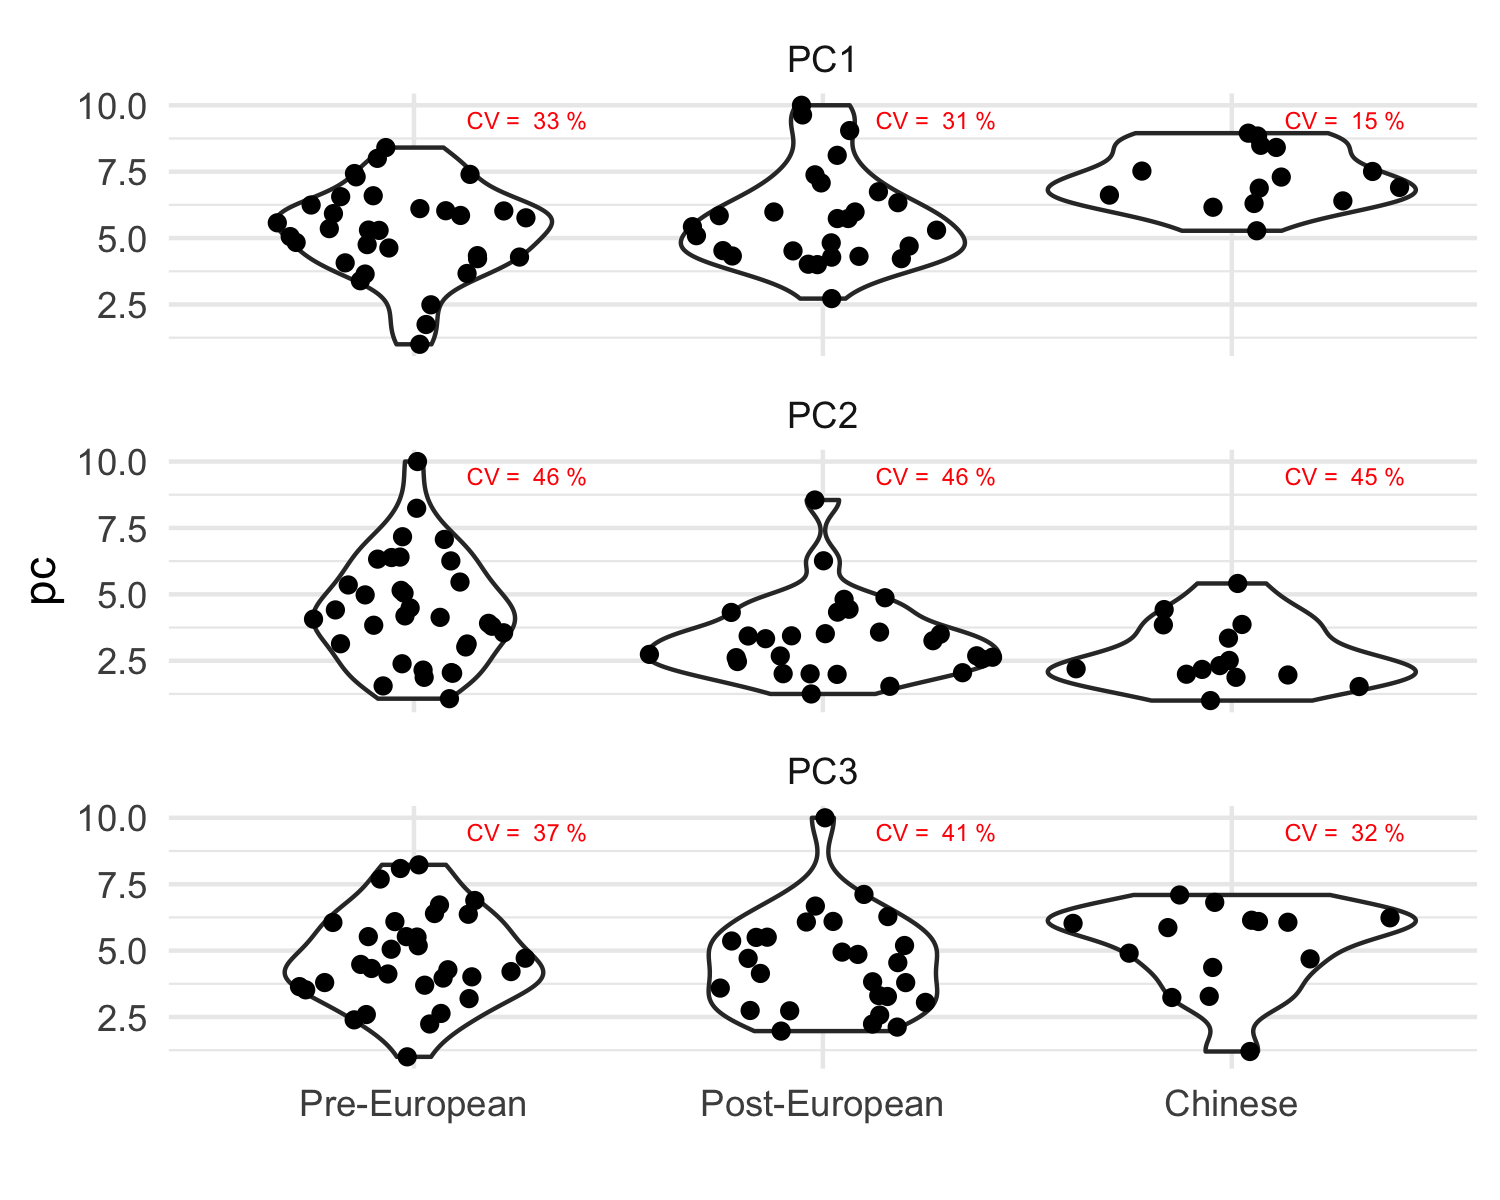 PC1
10.0
7.5
5.0
2.5
CV = 33 %
CV = 31 %
CV = 15 %
PC2
10.0
7.5
5.0
2.5
CV = 46 %
CV = 46 %
CV = 45 %
pc
PC3
10.0
7.5
5.0
2.5
CV = 37 %
CV = 41 %
CV = 32 %
Pre-European
Post-European
Chinese